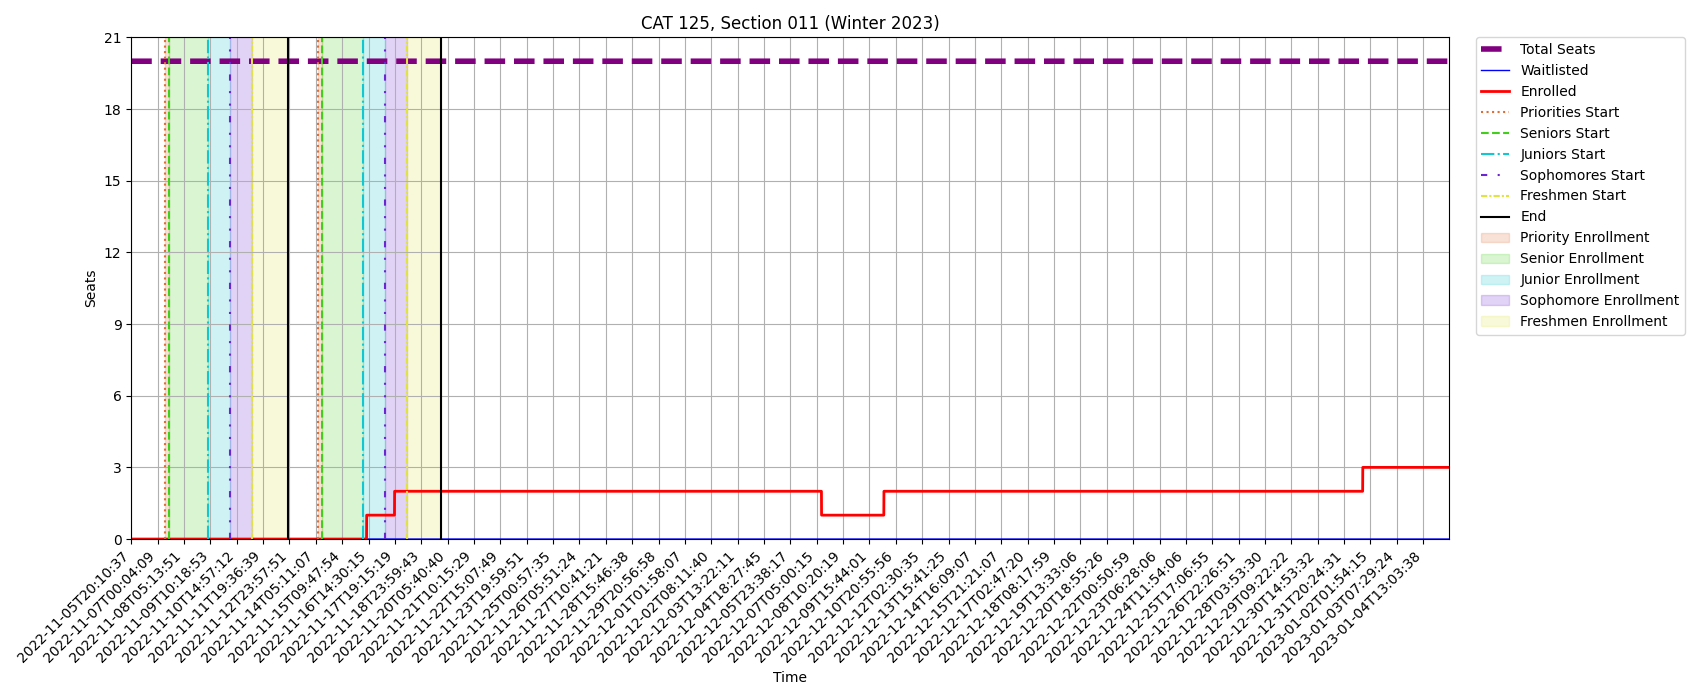 CAT 125, Section 011 (Winter 2023)
21
18
15
12
9
6
3
0
Seats
2022-11-05T20:10:37
2022-11-07T00:04:09
2022-11-08T05:13:51
2022-11-09T10:18:53
2022-11-10T14:57:12
2022-11-11T19:36:39
2022-11-12T23:57:51
2022-11-14T05:11:07
2022-11-15T09:47:54
2022-11-16T14:30:15
2022-11-17T19:15:19
2022-11-18T23:59:43
2022-11-20T05:40:40
2022-11-21T10:15:29
2022-11-22T15:07:49
2022-11-23T19:59:51
2022-11-25T00:57:35
2022-11-26T05:51:24
2022-11-27T10:41:21
2022-11-28T15:46:38
2022-11-29T20:56:58
2022-12-01T01:58:07
2022-12-02T08:11:40
2022-12-03T13:22:11
2022-12-04T18:27:45
2022-12-05T23:38:17
2022-12-07T05:00:15
2022-12-08T10:20:19
2022-12-09T15:44:01
2022-12-10T20:55:56
2022-12-12T02:30:35
2022-12-13T15:41:25
2022-12-14T16:09:07
2022-12-15T21:21:07
2022-12-17T02:47:20
2022-12-18T08:17:59
2022-12-19T13:33:06
2022-12-20T18:55:26
2022-12-22T00:50:59
2022-12-23T06:28:06
2022-12-24T11:54:06
2022-12-25T17:06:55
2022-12-26T22:26:51
2022-12-28T03:53:30
2022-12-29T09:22:22
2022-12-30T14:53:32
2022-12-31T20:24:31
2023-01-02T01:54:15
2023-01-03T07:29:24
2023-01-04T13:03:38
Time
Total Seats
Waitlisted
Enrolled
Priorities Start
Seniors Start
Juniors Start
Sophomores Start
Freshmen Start
End
Priority Enrollment
Senior Enrollment
Junior Enrollment
Sophomore Enrollment
Freshmen Enrollment